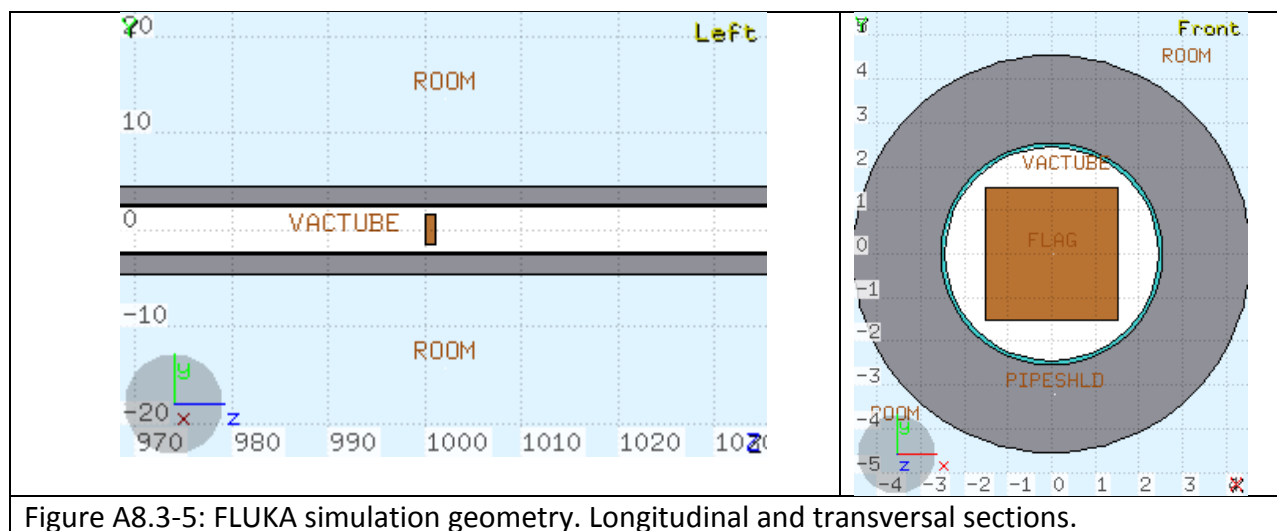 20
Left
ROOM
10
0
VACTUBE
-10
ROOM
-20
y
x
z
970 980 990 1000 1010 1020
Front
ROOM
4
3
2
VACTUBE
1
0
FLAG
-1
-2
-3
PIPESHLD
-4
ROOM
y
-5
z
x
-4 -3 -2 -1 0 1 2 3
Figure A8.3-5: FLUKA simulation geometry. Longitudinal and transversal sections.